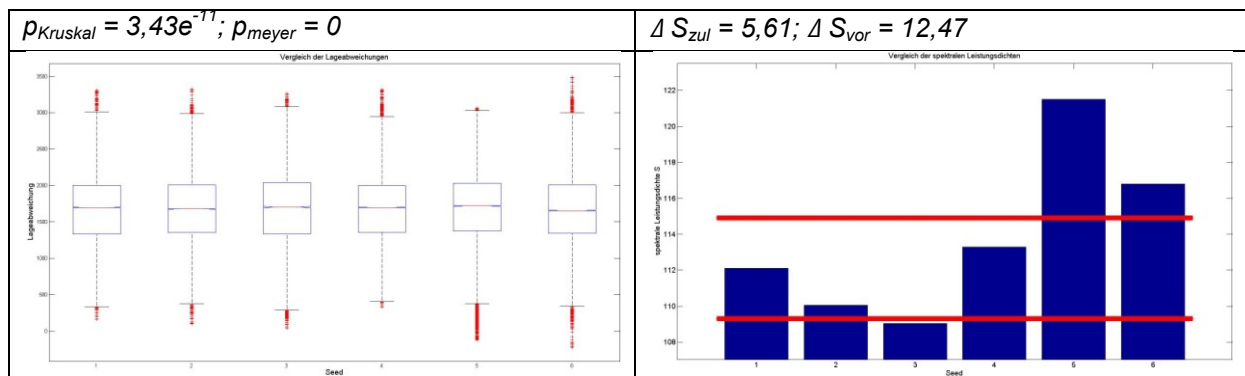 pKruskal = 3,43e-11; pmeyer = 0
Δ Szul = 5,61; Δ Svor = 12,47
Vergleich der Lageabweichungen
Lageabweichung
3500
3000
2500
2000
1500
1000
500
0
1 2 3 4 5 6
Seed
Vergleich der spektralen Leistungsdichten
spektrale Leistungsdichte S
122
120
118
116
114
112
110
108
1 2 3 4 5 6
Seed